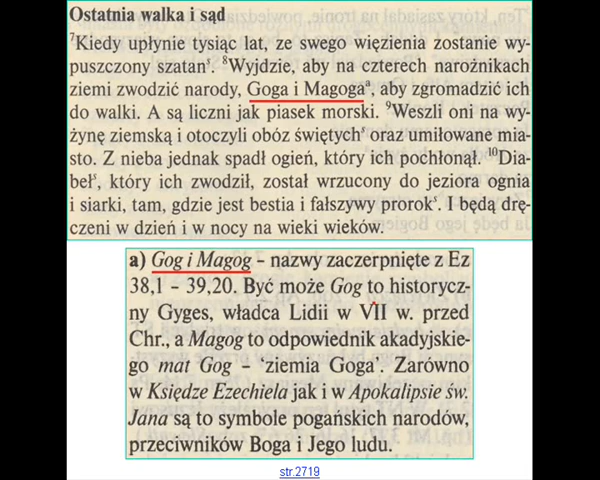 Ostatnia walka i sąd
⁷Kiedy upłynie tysiąc lat, ze swego więzienia zostanie wy-
puszczony szatanˢ. ⁸Wyjdzie, aby na czterech narożnikach
ziemi zwodzić narody, Goga i Magogaᵃ, aby zgromadzić ich
do walki. A są liczni jak piasek morski. ⁹Weszli oni na wy-
żynę ziemską i otoczyli obóz świętychˢ oraz umiłowane mia-
sto. Z nieba jednak spadł ogień, który ich pochłonął. ¹⁰Dia-
bełˢ, który ich zwodził, został wrzucony do jeziora ognia
i siarki, tam, gdzie jest bestia i fałszywy prorokˢ. I będą drę-
czeni w dzień i w nocy na wieki wieków.
a) Gog i Magog – nazwy zaczerpnięte z Ez
38,1 – 39,20. Być może Gog to historycz-
ny Gyges, władca Lidii w VII w. przed
Chr., a Magog to odpowiednik akadyjskie-
go mat Gog – ‘ziemia Goga’. Zarówno
w Księdze Ezechiela jak i w Apokalipsie św.
Jana są to symbole pogańskich narodów,
przeciwników Boga i Jego ludu.
str.2719